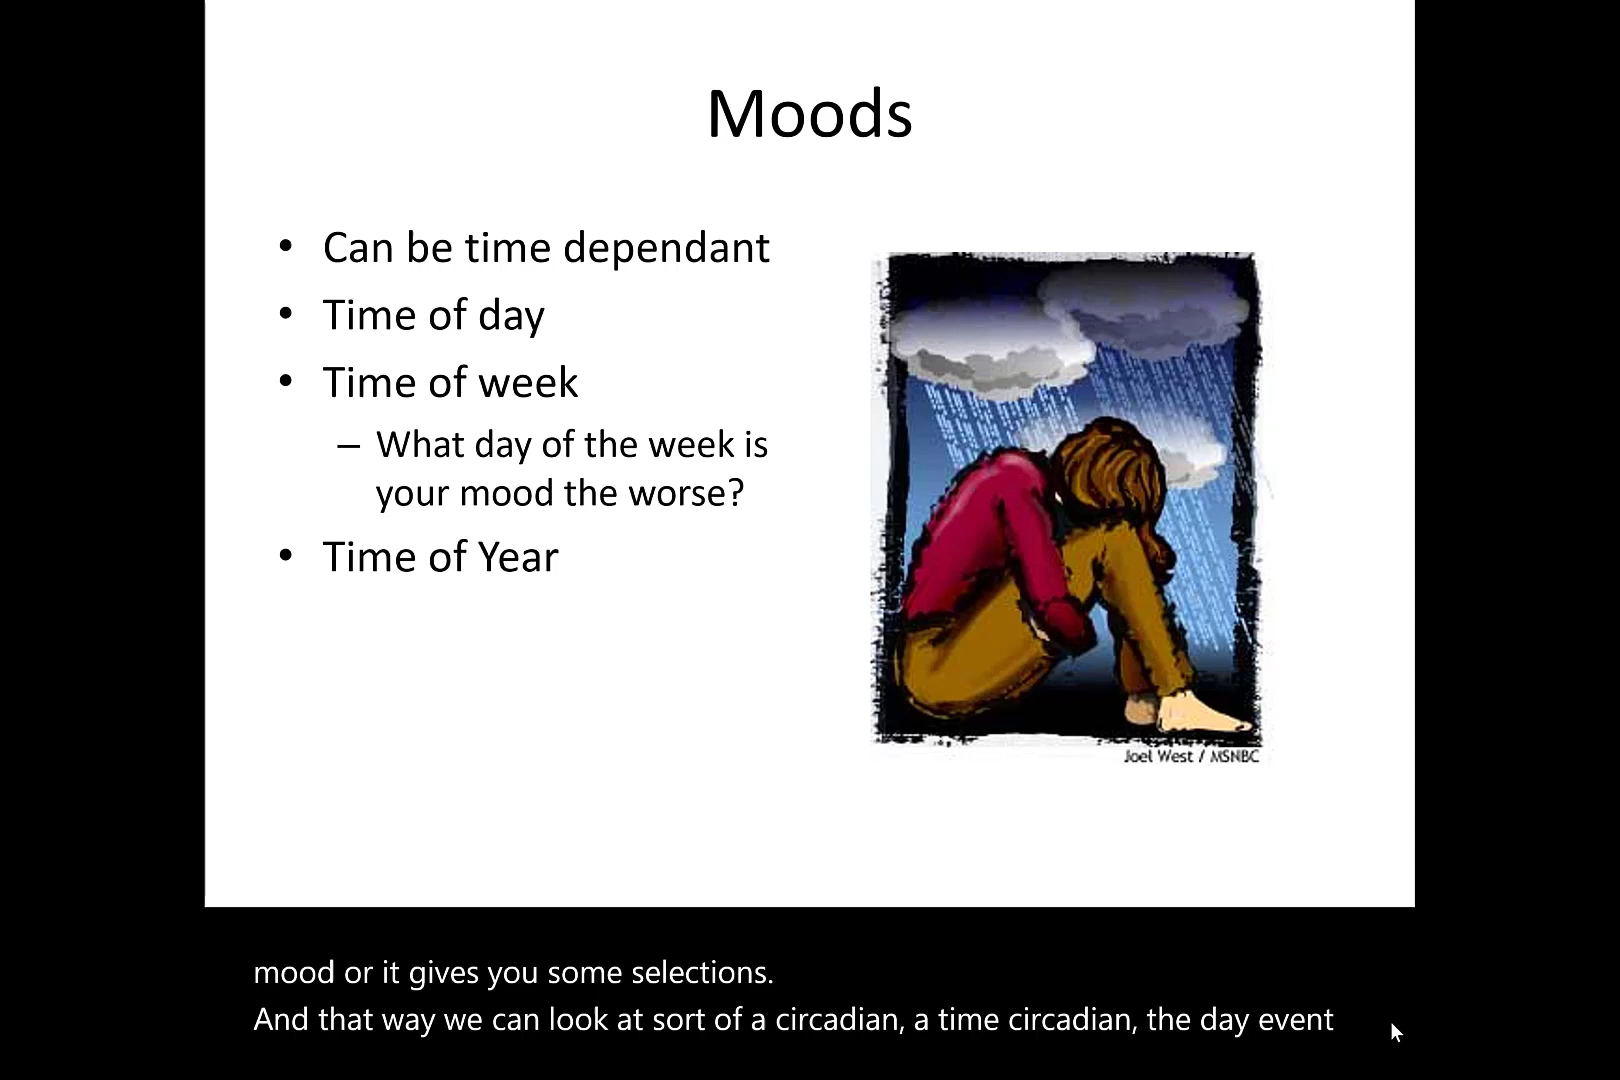 Moods
• Can be time dependant
• Time of day
• Time of week
– What day of the week is
your mood the worse?
• Time of Year
Joel West / MSNBC
mood or it gives you some selections.
And that way we can look at sort of a circadian, a time circadian, the day event